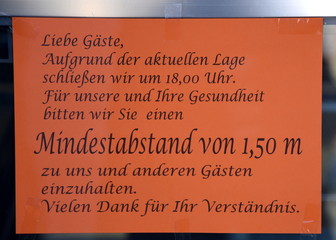 Liebe Gäste,
Aufgrund der aktuellen Lage
schließen wir um 18,00 Uhr.
Für unsere und Ihre Gesundheit
bitten wir Sie einen
Mindestabstand von 1,50 m
zu uns und anderen Gästen
einzuhalten.
Vielen Dank für Ihr Verständnis.